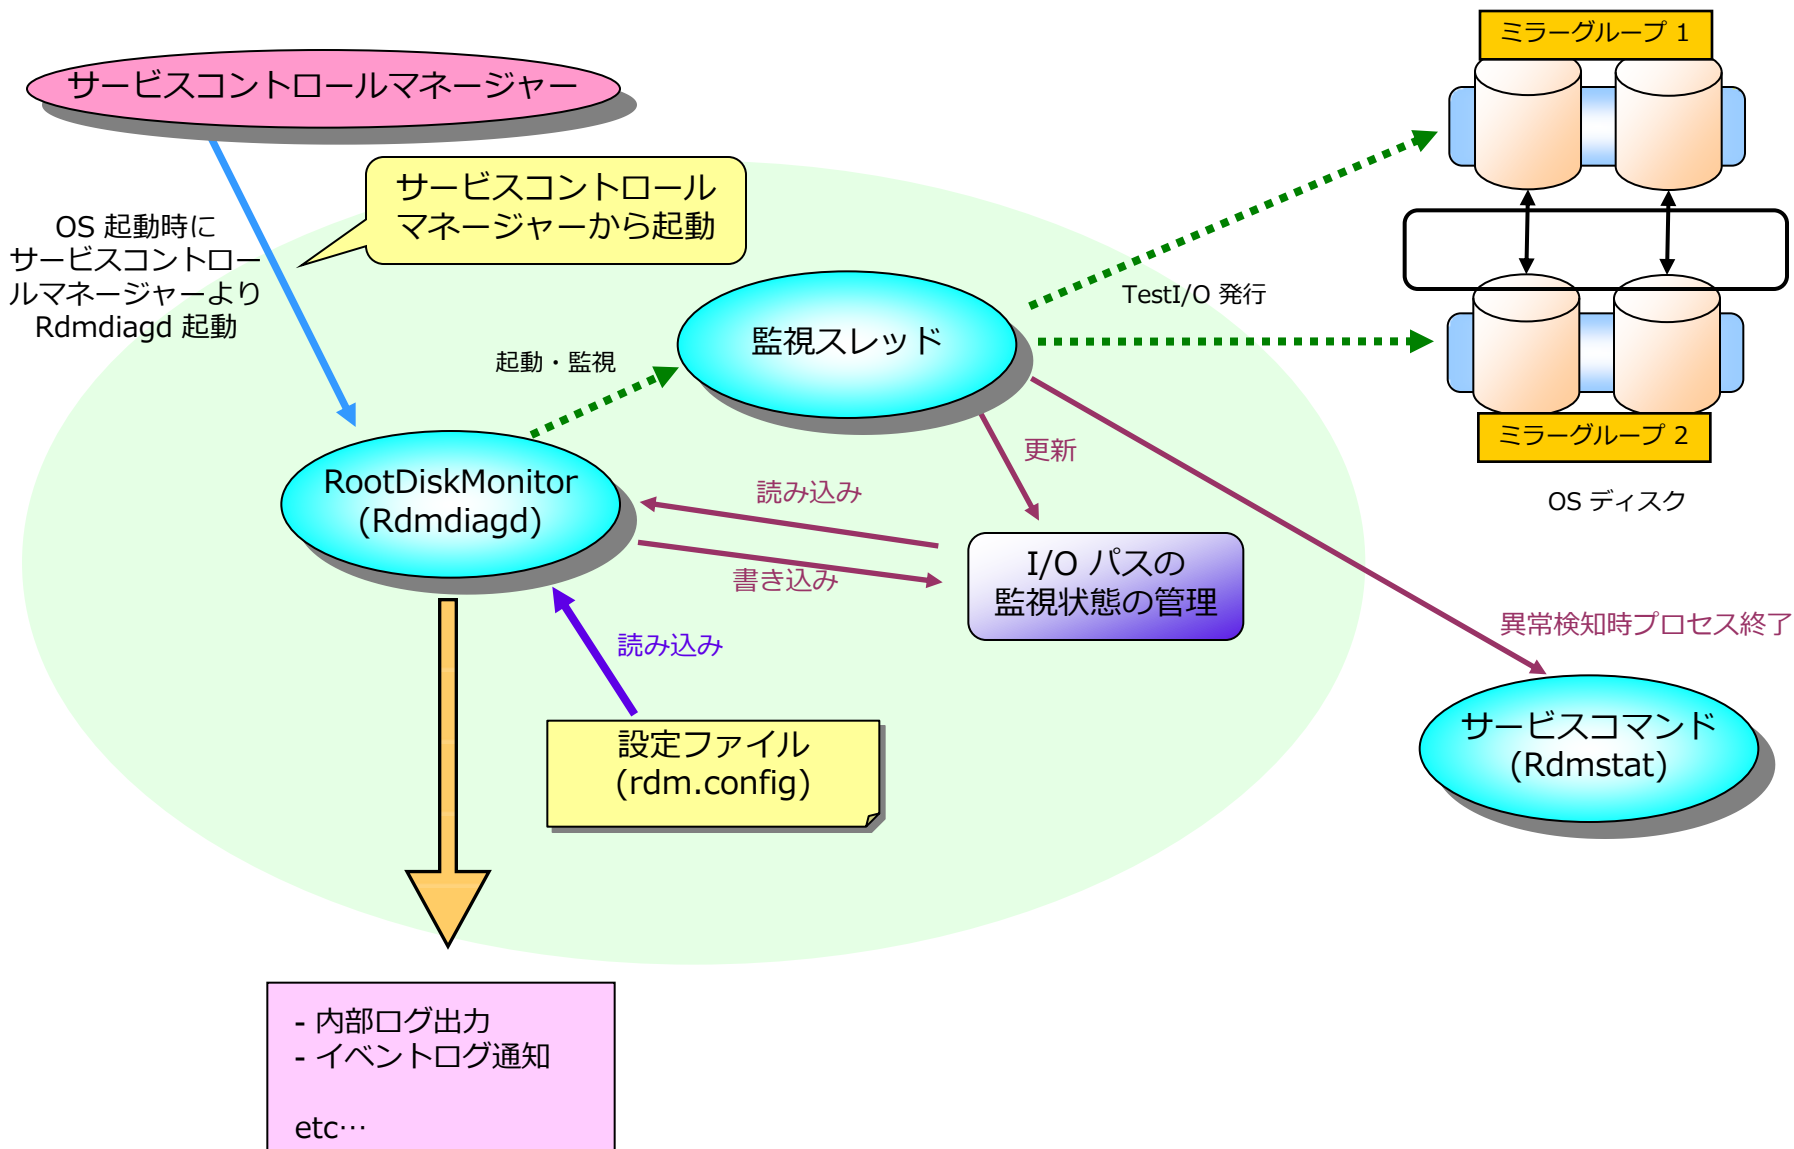 ミラーグループ 1
サービスコントロールマネージャー
サービスコントロール
マネージャーから起動
OS 起動時に
サービスコントロー
ルマネージャーより
Rdmdiagd 起動
TestI/O 発行
監視スレッド
起動・監視
ミラーグループ 2
OS ディスク
更新
RootDiskMonitor
(Rdmdiagd)
読み込み
書き込み
I/O パスの
監視状態の管理
異常検知時プロセス終了
読み込み
サービスコマンド
(Rdmstat)
設定ファイル
(rdm.config)
- 内部ログ出力
- イベントログ通知
etc…